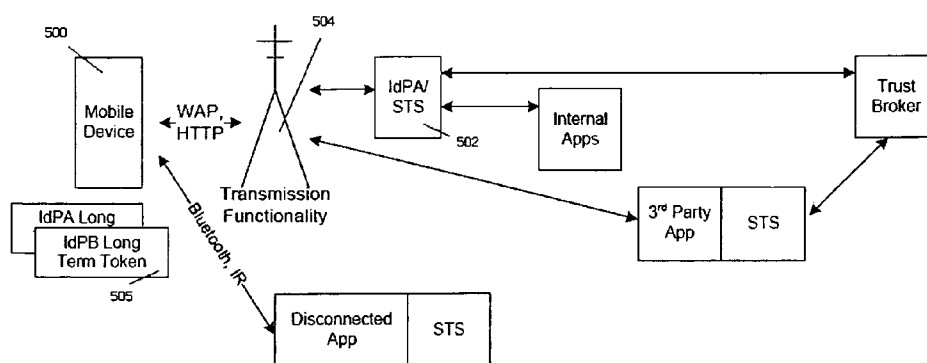 500
504
Mobile
Device
WAP,
HTTP
IdPA/
STS
502
Internal
Apps
Trust
Broker
Transmission
Functionality
IdPA Long
IdPB Long
Term Token
505
Bluetooth, IR
3rd Party
App
STS
Disconnected
App
STS